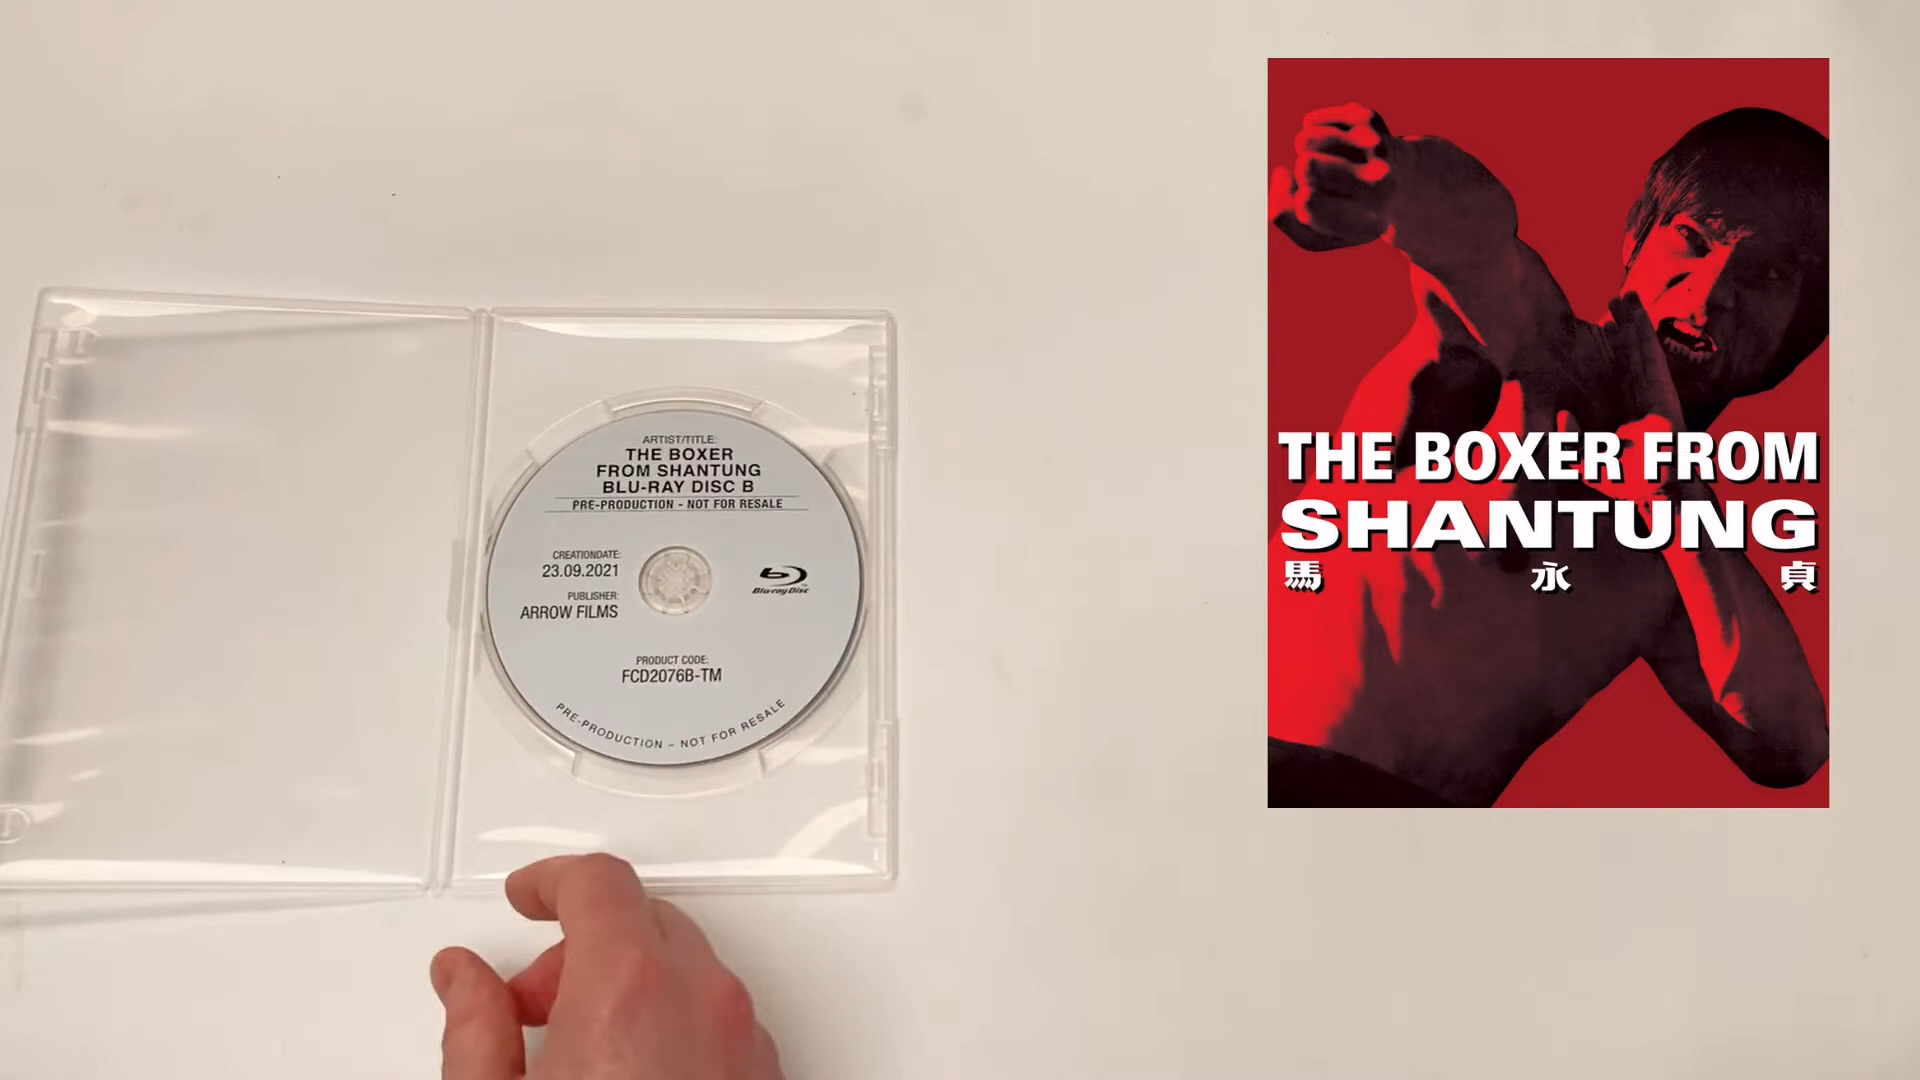 ARTIST/TITLE:
THE BOXER
FROM SHANTUNG
BLU-RAY DISC B
PRE-PRODUCTION - NOT FOR RESALE
CREATIONDATE:
23.09.2021
PUBLISHER:
ARROW FILMS
Blu-ray Disc
PRODUCT CODE:
FCD2076B-TM
PRE-PRODUCTION - NOT FOR RESALE
THE BOXER FROM
SHANTUNG
馬永貞